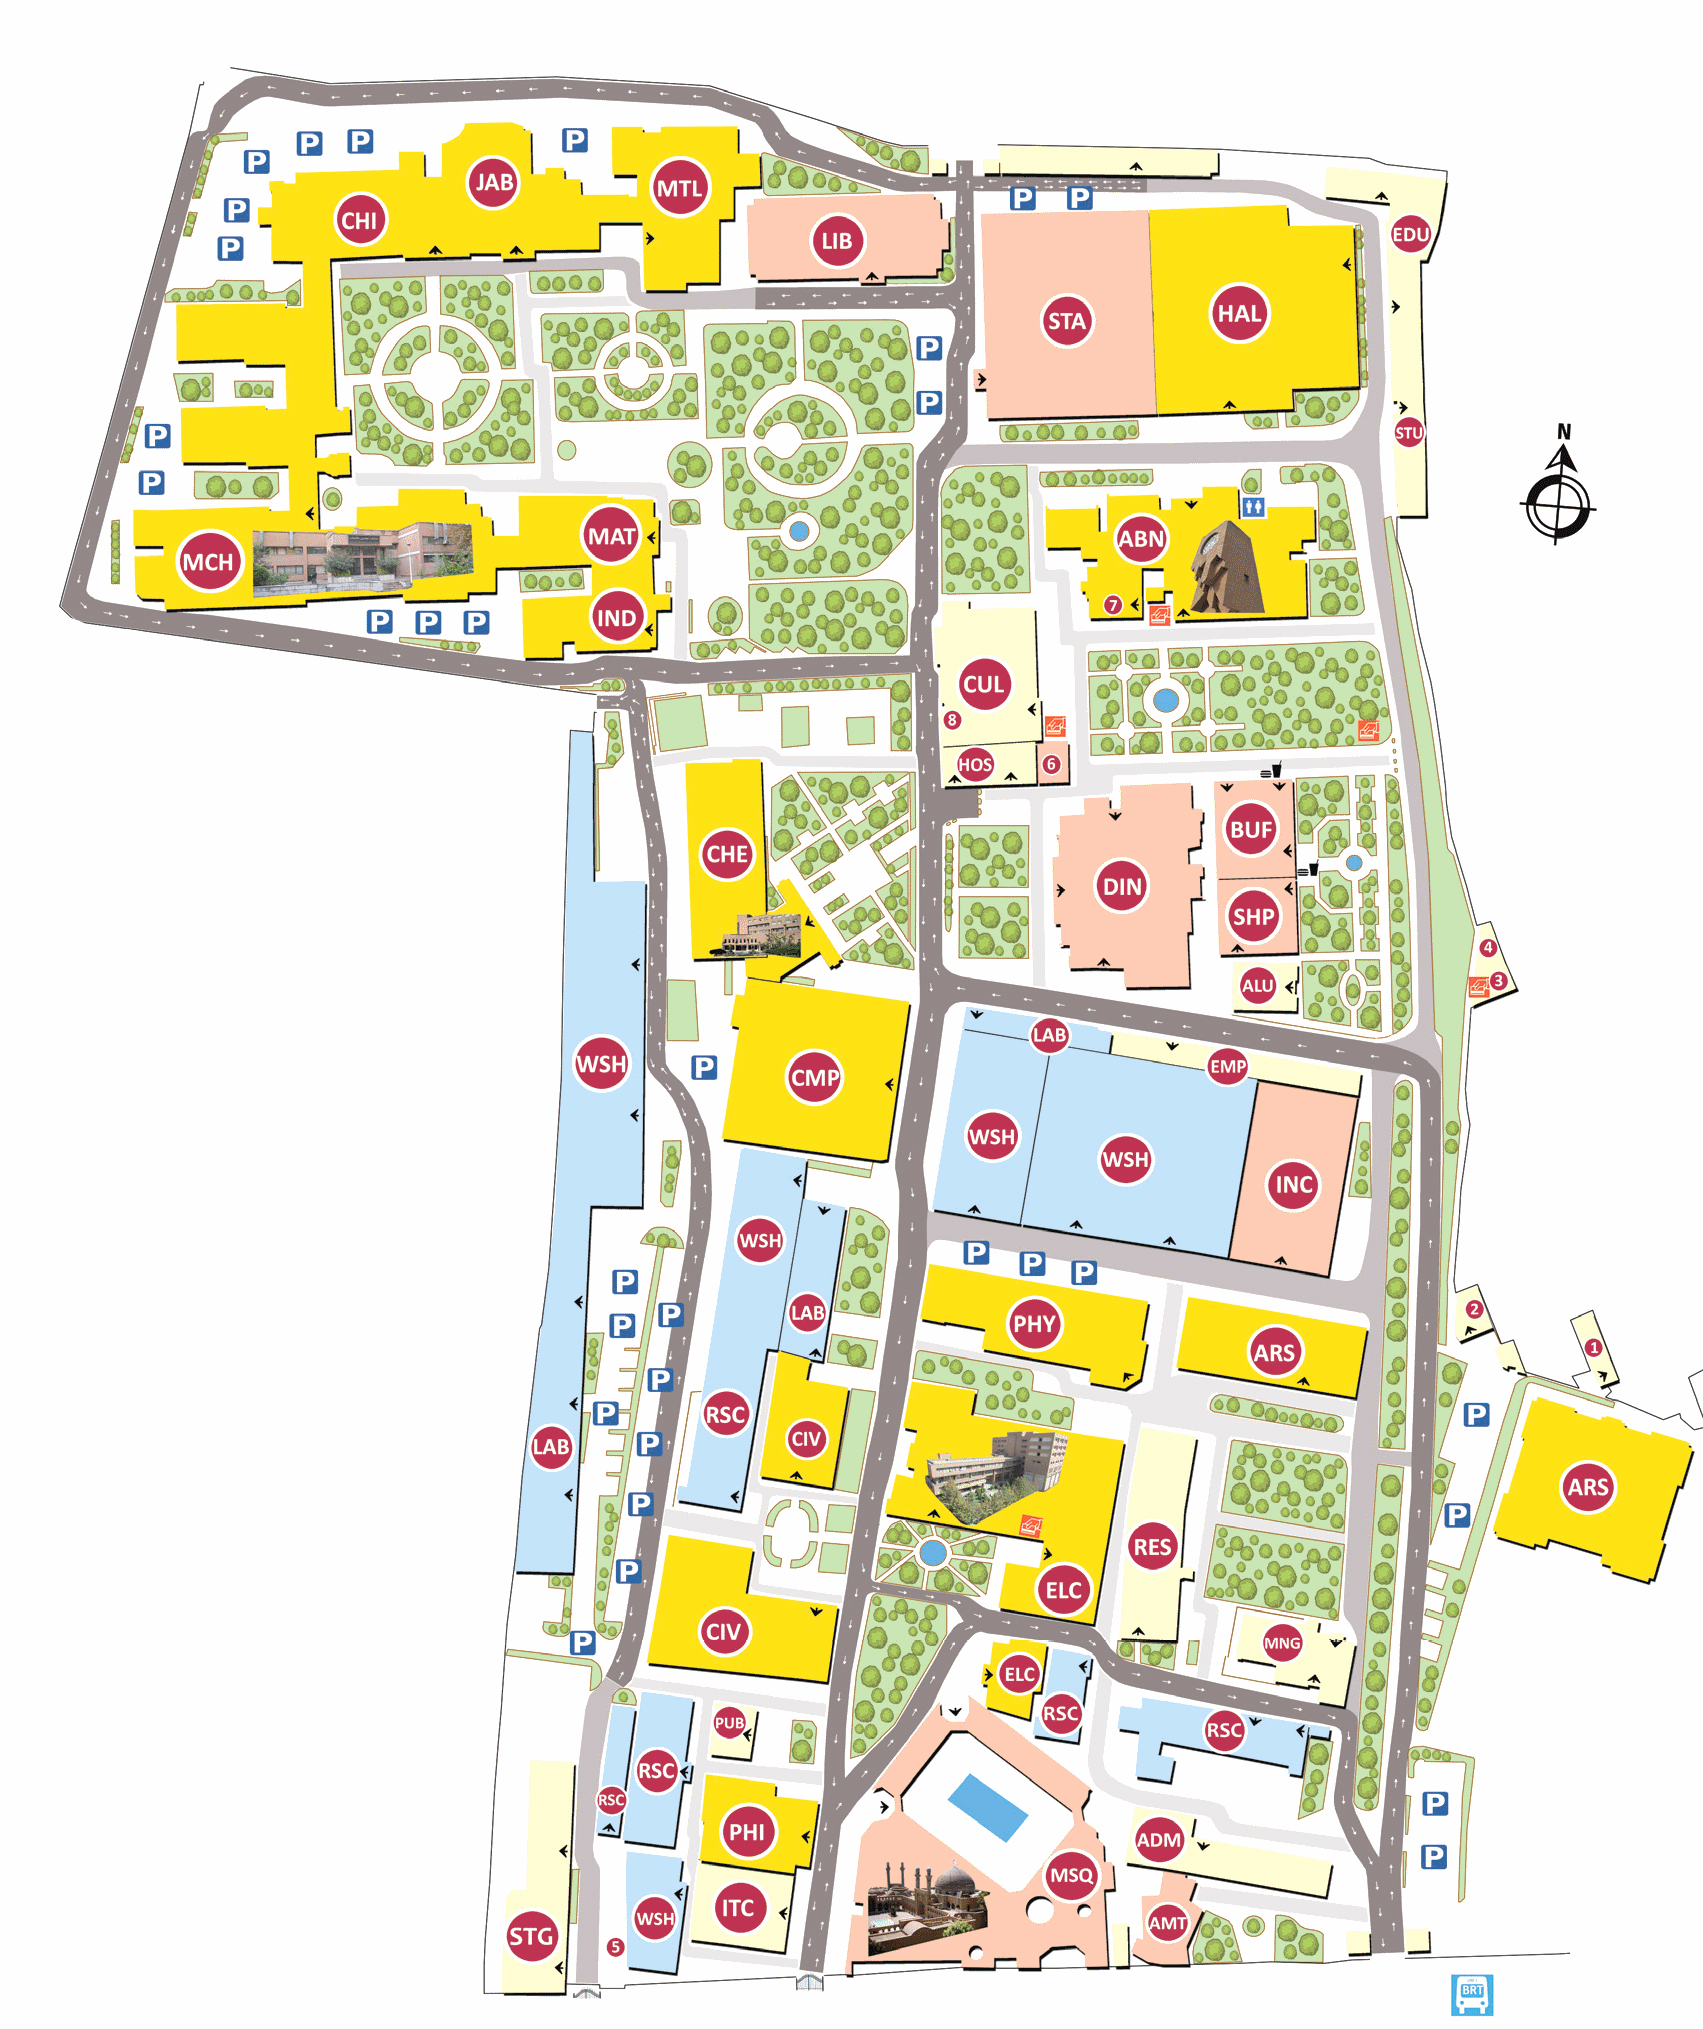 P
P
P
JAB
P
MTL
P
CHI
P
P
P
P
LIB
EDU
STA
HAL
P
P
STU
N
P
P
MCH
MAT
ABN
7
IND
P
P
P
CUL
8
HOS
6
CHE
BUF
DIN
SHP
4
3
ALU
LAB
EMP
WSH
P
CMP
WSH
WSH
INC
WSH
P
P
P
P
P
P
LAB
PHY
ARS
2
1
P
P
RSC
CIV
P
P
LAB
ARS
P
P
RES
ELC
P
CIV
P
MNG
ELC
RSC
RSC
PUB
RSC
RSC
PHI
ADM
MSQ
P
P
ITC
WSH
5
STG
AMT
BRT